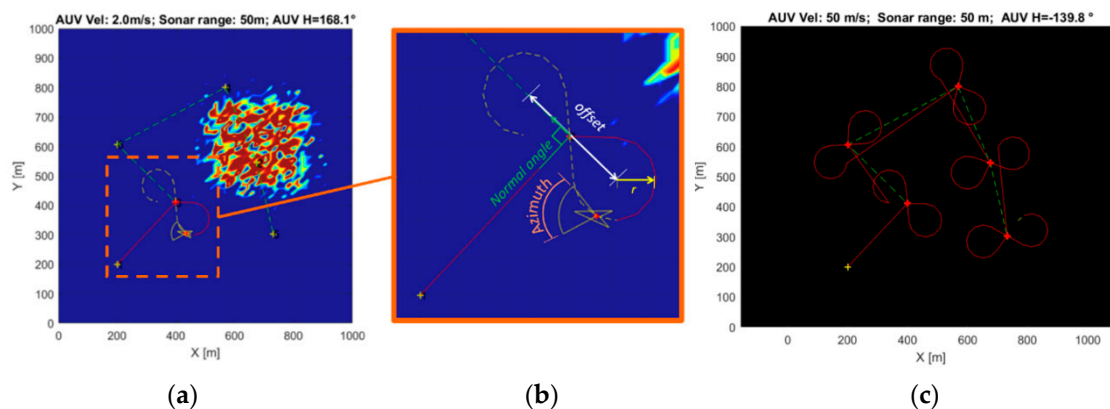 AUV Vel: 2.0m/s; Sonar range: 50m; AUV H=168.1°
1000
900
800
700
600
500
400
300
200
100
0
Y [m]
0 200 400 600 800 1000
X [m]
(a)
offset
Normal angle
r
Azimuth
(b)
AUV Vel: 50 m/s; Sonar range: 50 m; AUV H=-139.8 °
1000
900
800
700
600
500
400
300
200
100
0
Y [m]
0 200 400 600 800 1000
X [m]
(c)